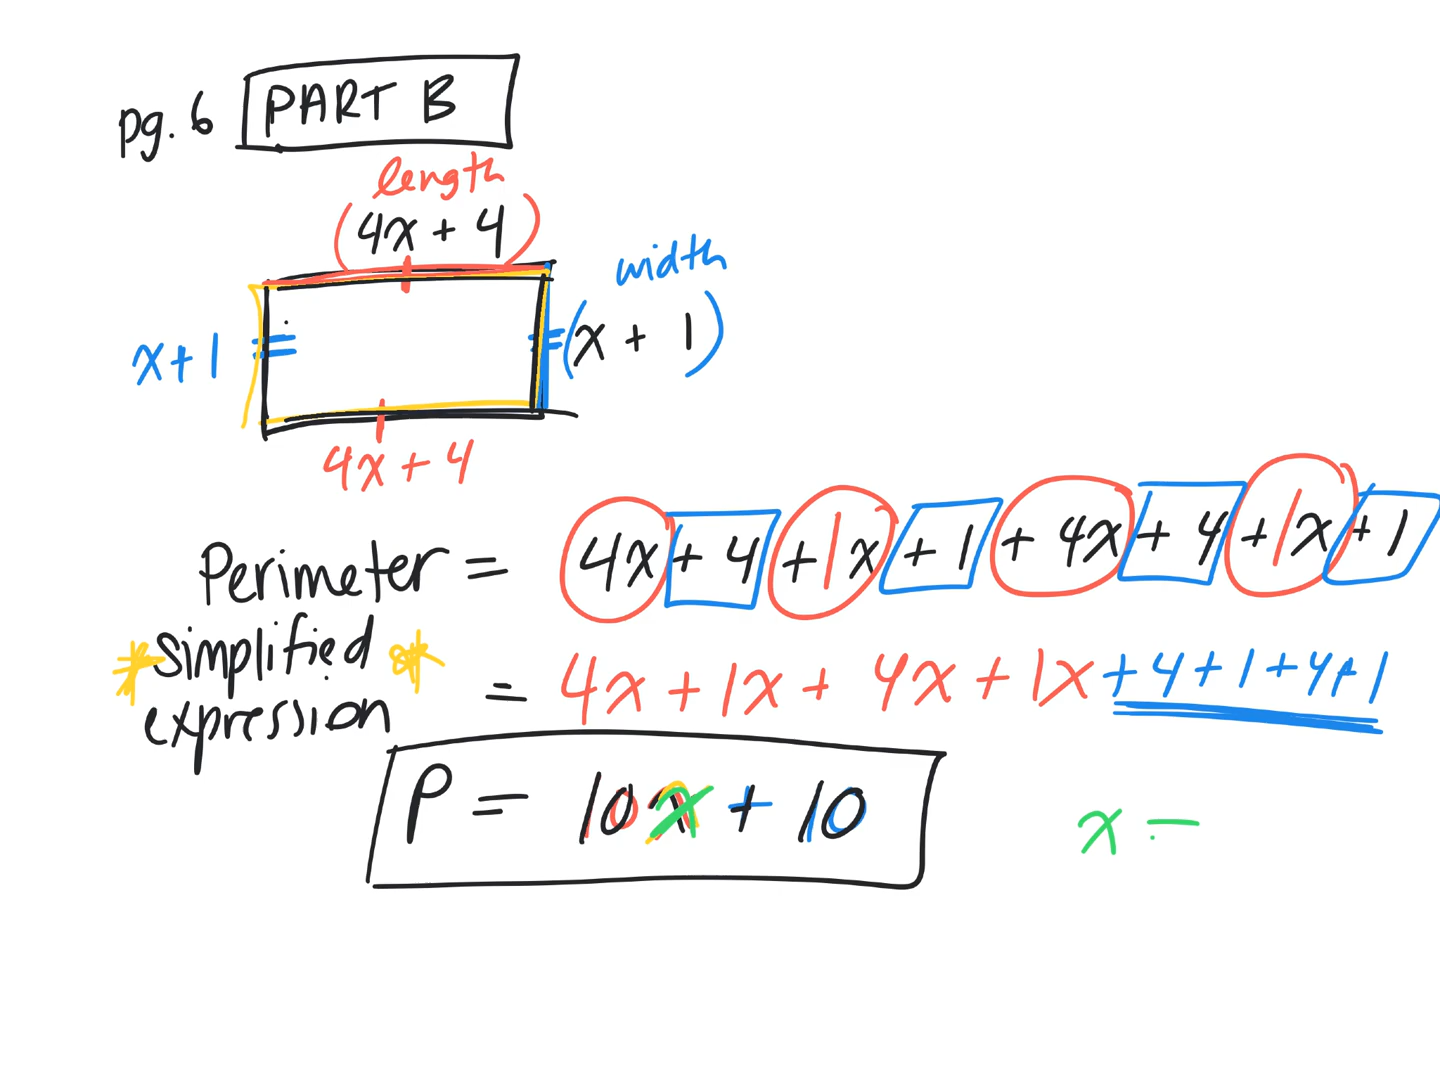 pg. 6 PART B
length
(4x + 4)
width
x+1
(x + 1)
4x + 4
Perimeter = 4x + 4 + 1x + 1 + 4x + 4 + 1x + 1
*simplified*
expression
= 4x + 1x + 4x + 1x + 4 + 1 + 4 + 1
P = 10x + 10
x =